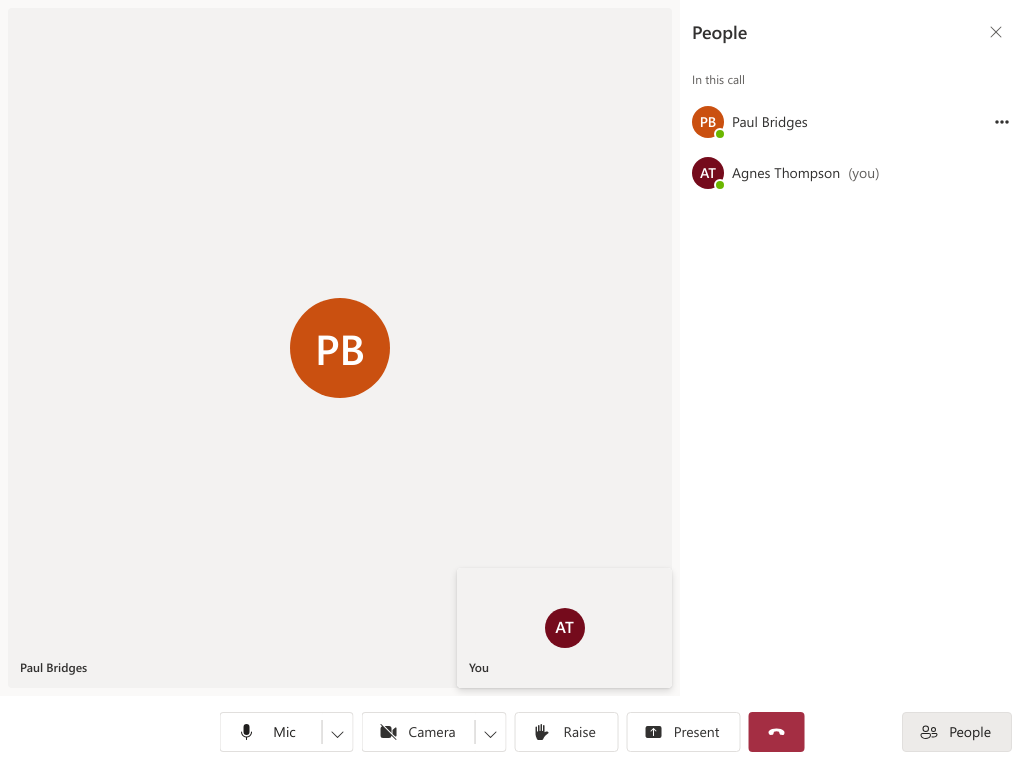 People
In this call
PB Paul Bridges
AT Agnes Thompson (you)
PB
AT
Paul Bridges
You
Mic Camera Raise Present People